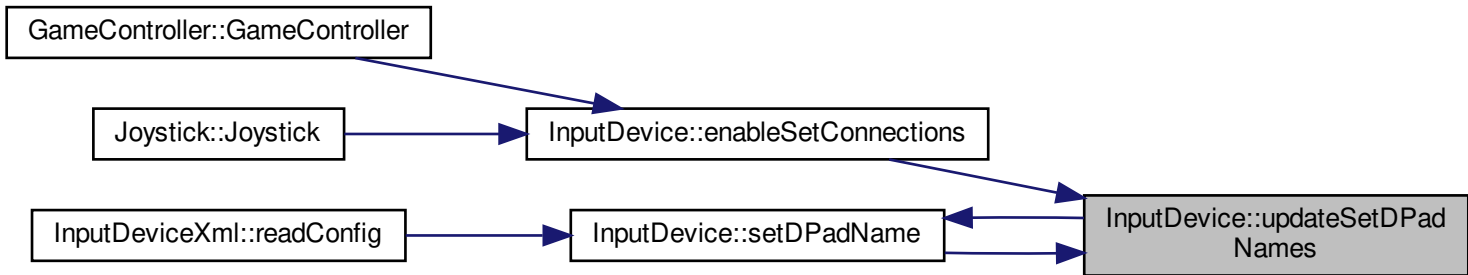 GameController::GameController
Joystick::Joystick
InputDevice::enableSetConnections
InputDeviceXml::readConfig
InputDevice::setDPadName
InputDevice::updateSetDPad
Names